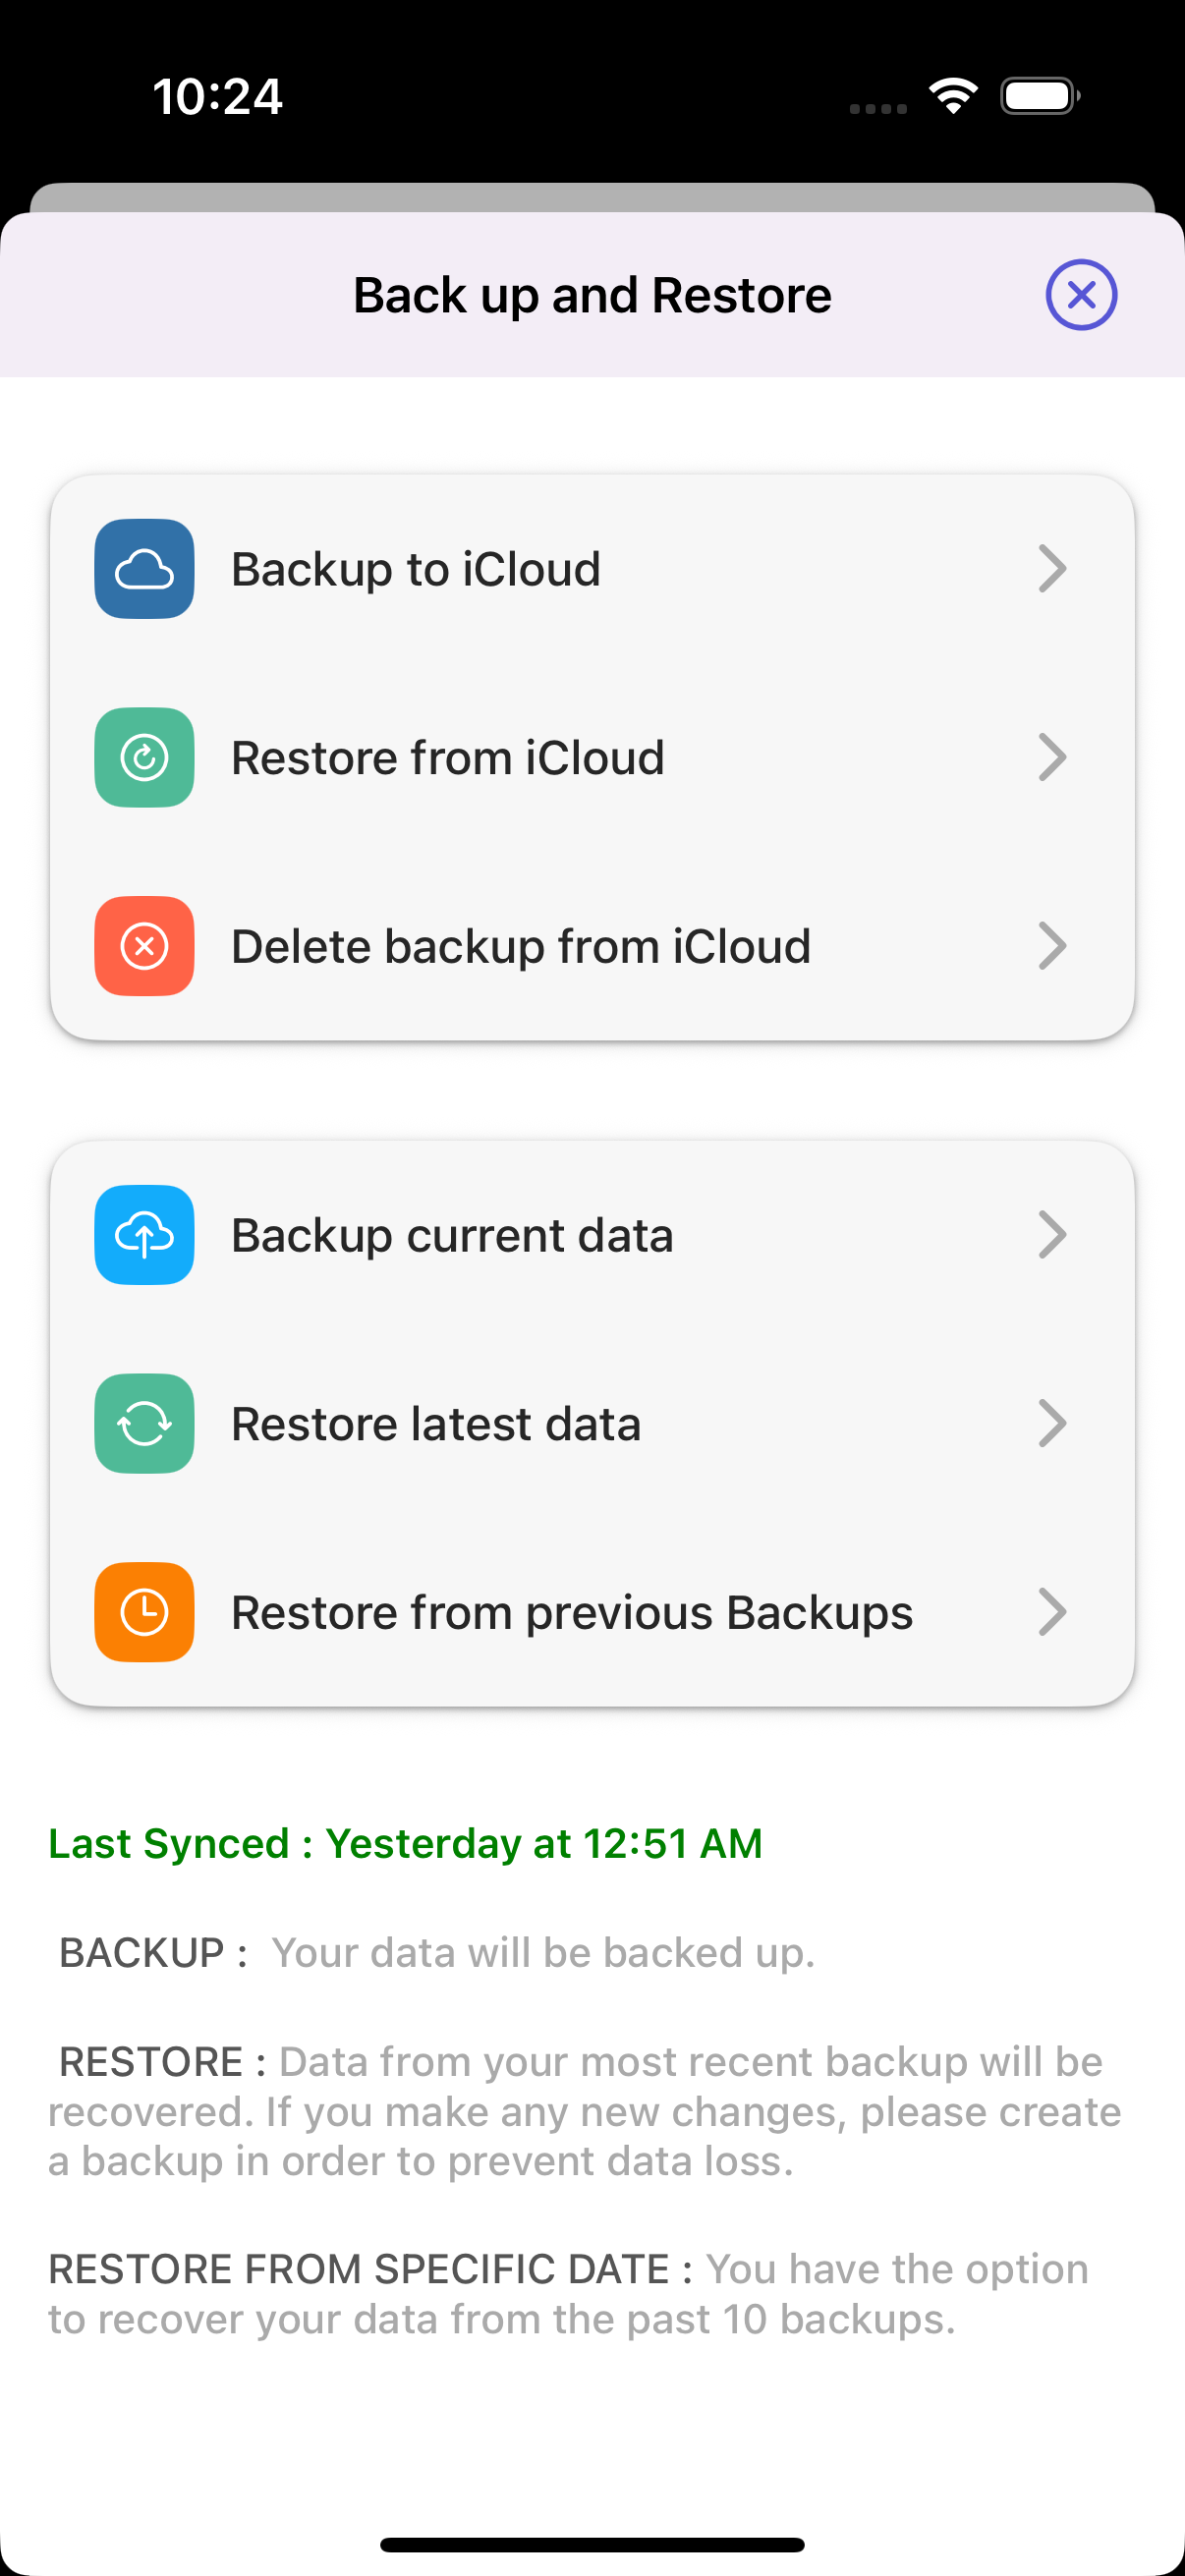 10:24
Back up and Restore
Backup to iCloud
Restore from iCloud
Delete backup from iCloud
Backup current data
Restore latest data
Restore from previous Backups
Last Synced : Yesterday at 12:51 AM
BACKUP :  Your data will be backed up.
RESTORE : Data from your most recent backup will be
recovered. If you make any new changes, please create
a backup in order to prevent data loss.
RESTORE FROM SPECIFIC DATE : You have the option
to recover your data from the past 10 backups.